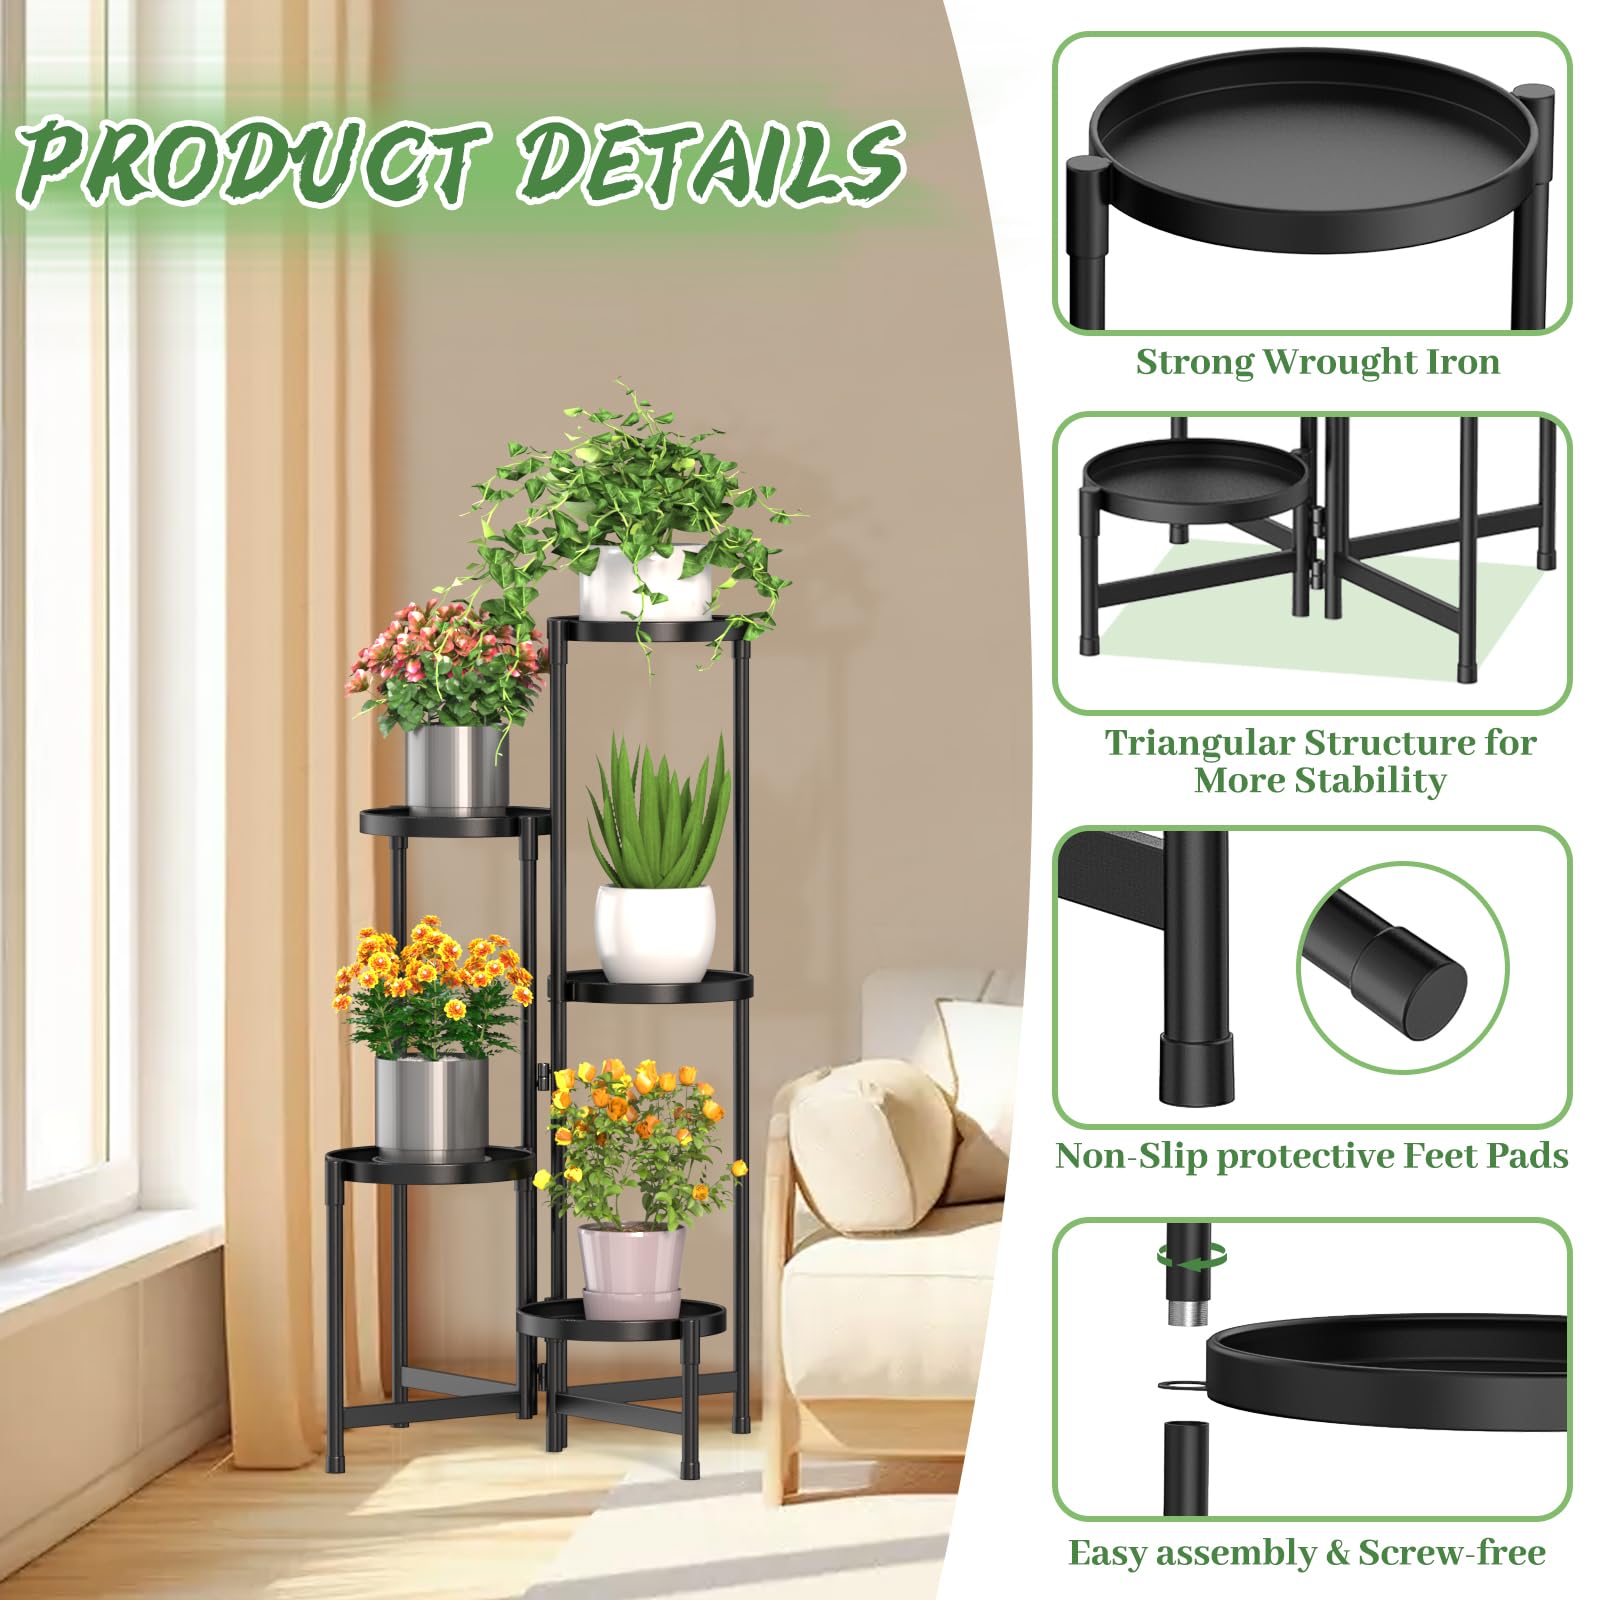 PRODUCT DETAILS
Strong Wrought Iron
Triangular Structure for
More Stability
Non-Slip protective Feet Pads
Easy assembly & Screw-free